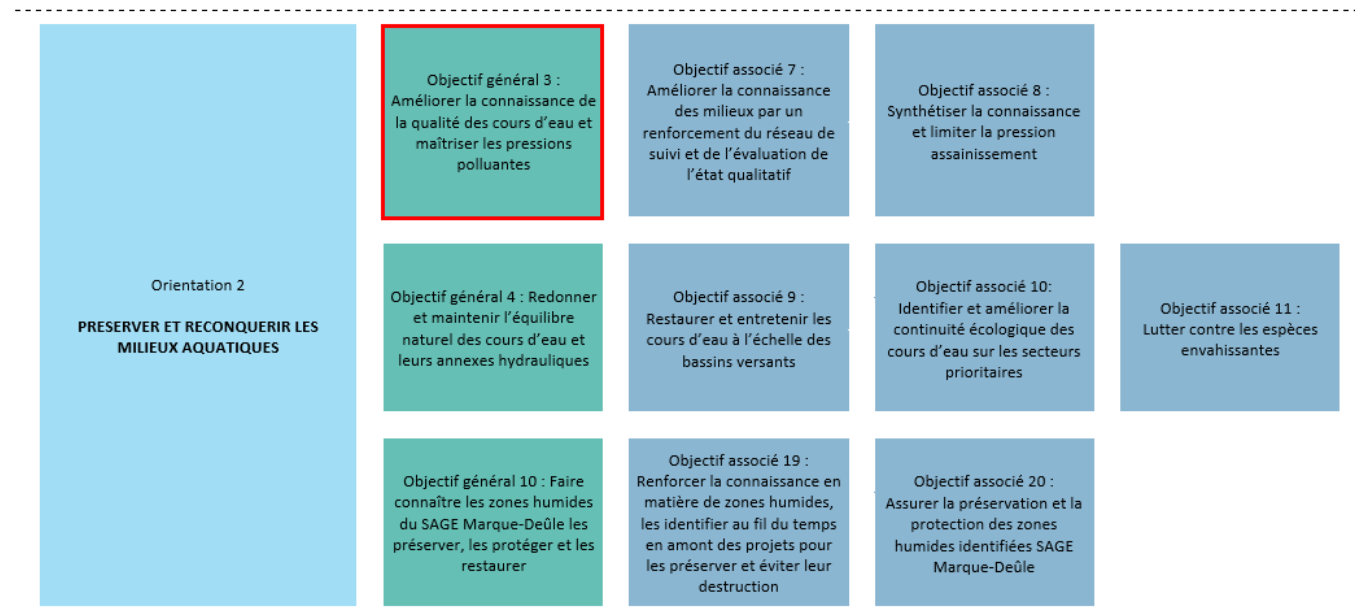 Orientation 2
PRESERVER ET RECONQUERIR LES
MILIEUX AQUATIQUES
Objectif général 3 :
Améliorer la connaissance de
la qualité des cours d'eau et
maîtriser les pressions
polluantes
Objectif associé 7 :
Améliorer la connaissance
des milieux par un
renforcement du réseau de
suivi et de l'évaluation de
l'état qualitatif
Objectif associé 8 :
Synthétiser la connaissance
et limiter la pression
assainissement
Objectif général 4 : Redonner
et maintenir l'équilibre
naturel des cours d'eau et
leurs annexes hydrauliques
Objectif associé 9 :
Restaurer et entretenir les
cours d'eau à l'échelle des
bassins versants
Objectif associé 10:
Identifier et améliorer la
continuité écologique des
cours d'eau sur les secteurs
prioritaires
Objectif associé 11 :
Lutter contre les espèces
envahissantes
Objectif général 10 : Faire
connaître les zones humides
du SAGE Marque-Deûle les
préserver, les protéger et les
restaurer
Objectif associé 19 :
Renforcer la connaissance en
matière de zones humides,
les identifier au fil du temps
en amont des projets pour
les préserver et éviter leur
destruction
Objectif associé 20 :
Assurer la préservation et la
protection des zones
humides identifiées SAGE
Marque-Deûle